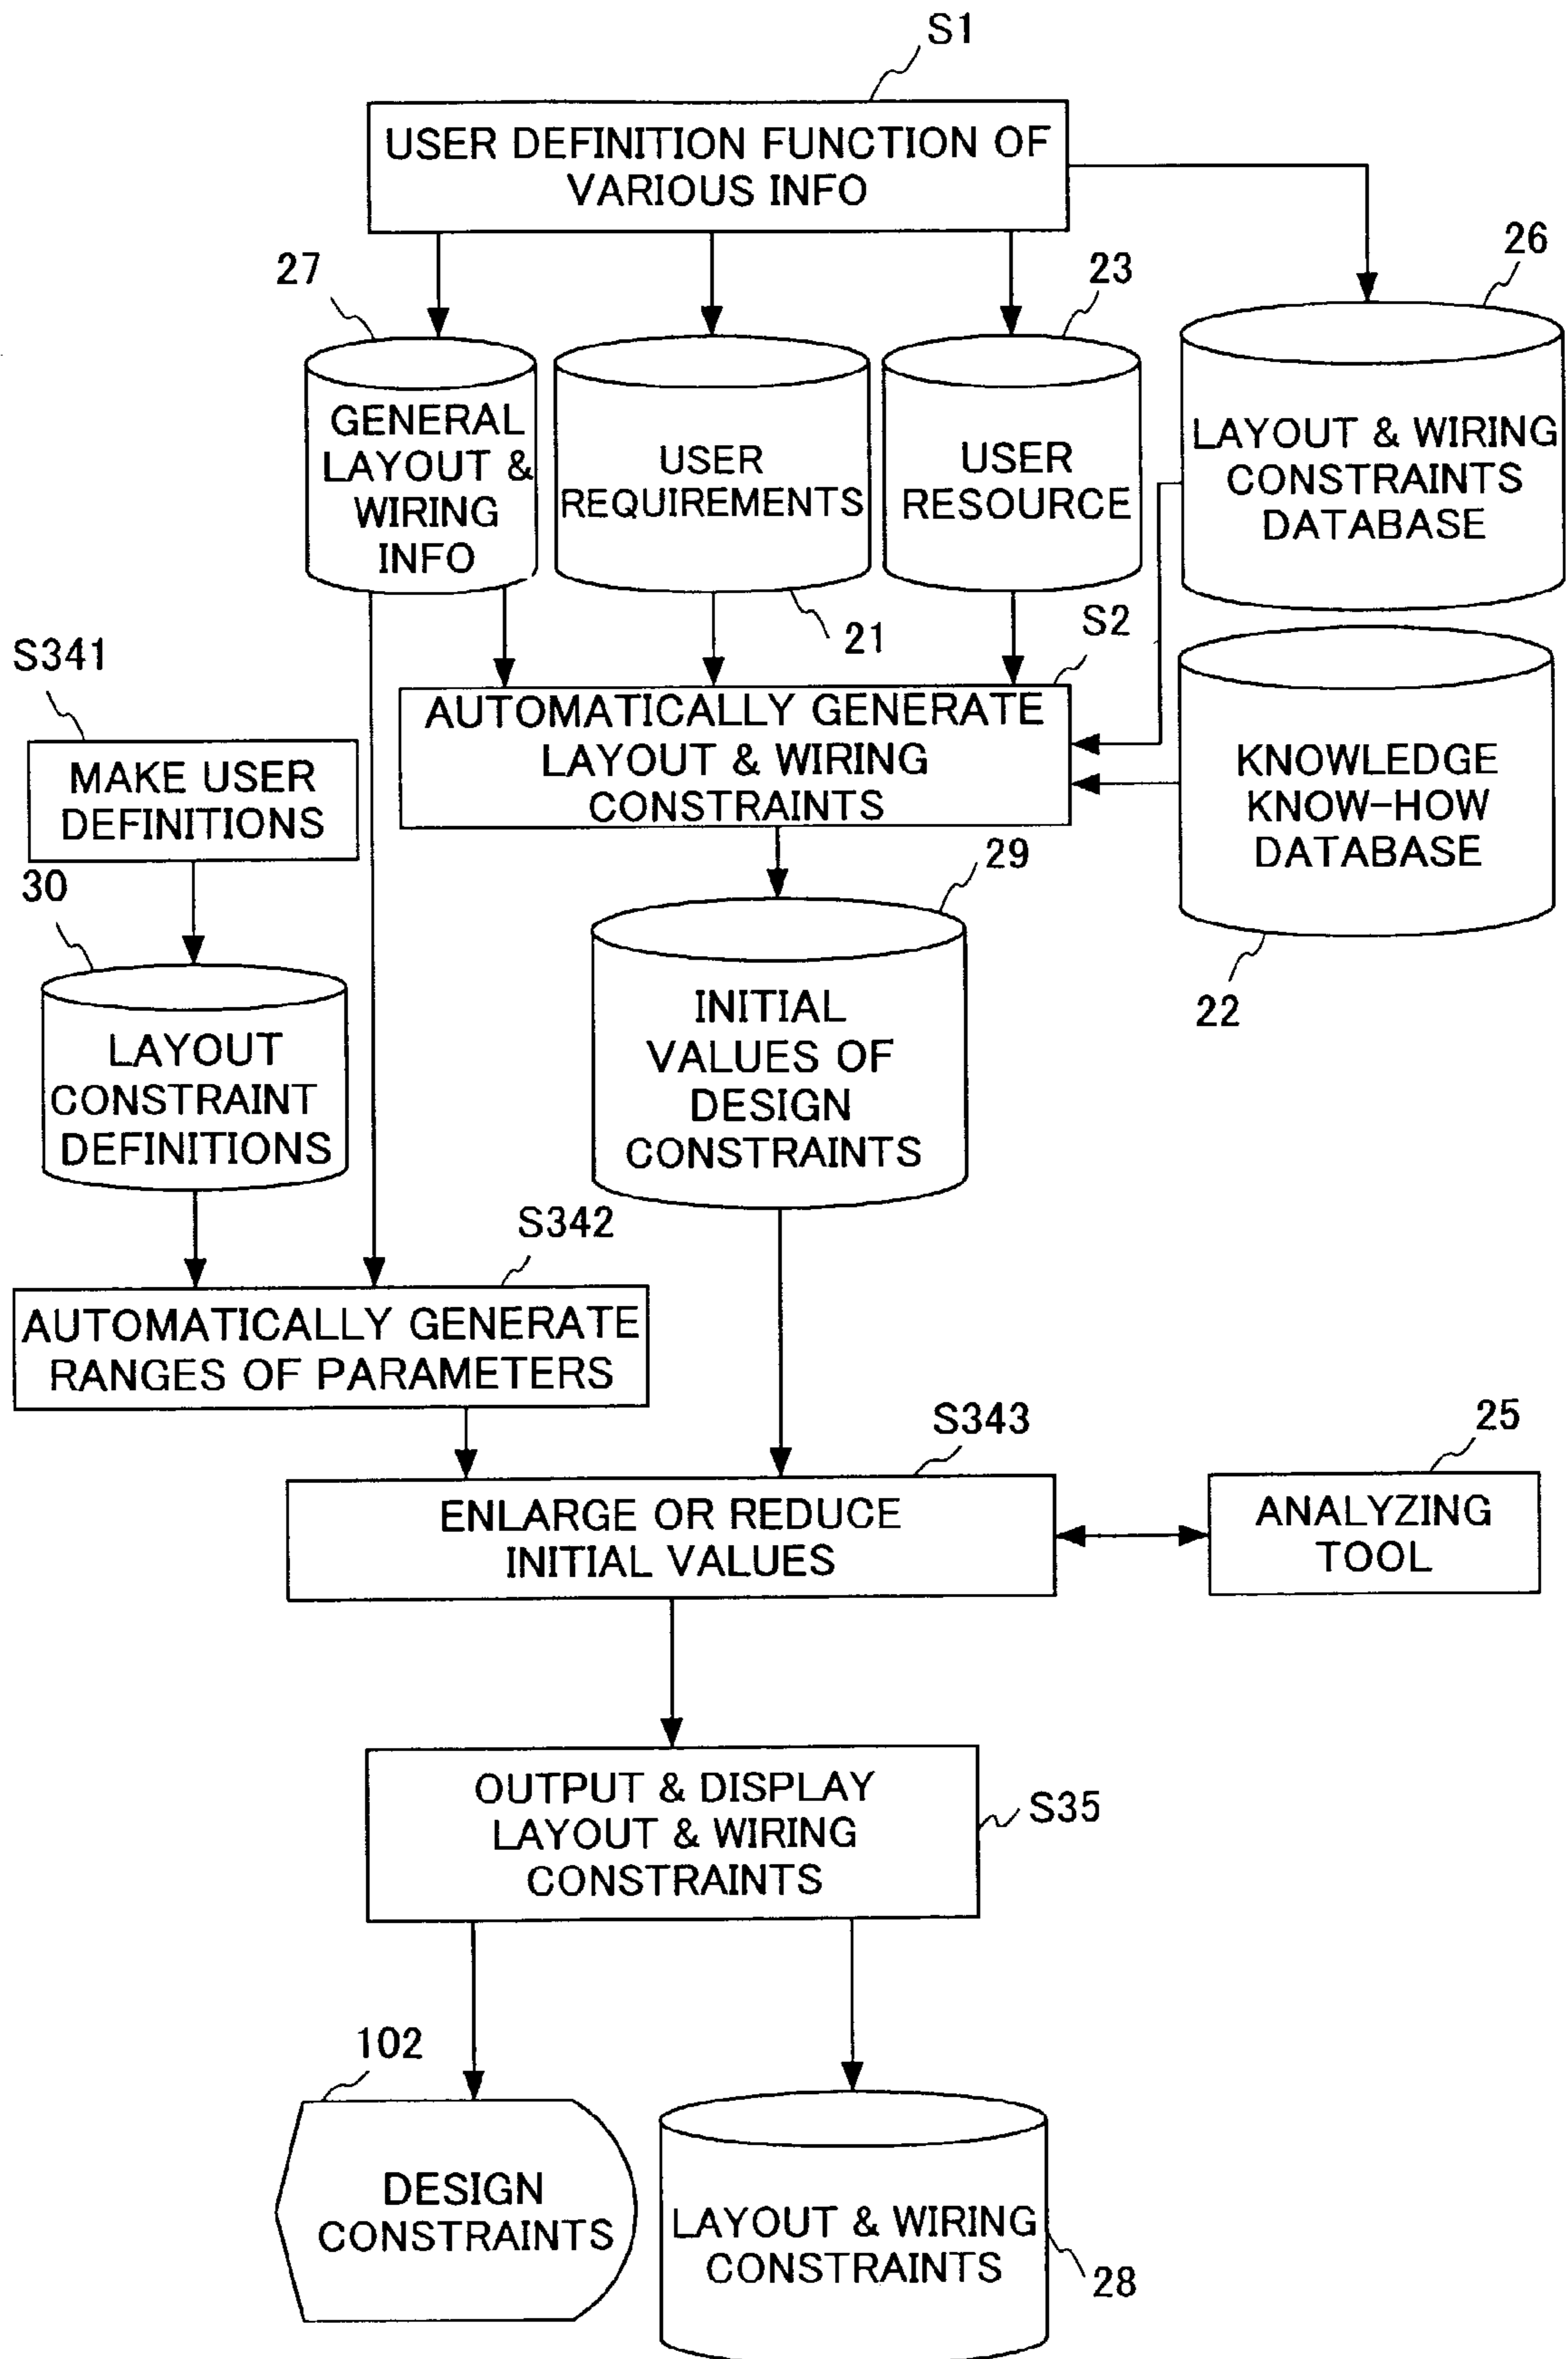 S1
USER DEFINITION FUNCTION OF
VARIOUS INFO
27
23
26
GENERAL
LAYOUT &
WIRING
INFO
USER
REQUIREMENTS
USER
RESOURCE
LAYOUT & WIRING
CONSTRAINTS
DATABASE
21
S2
S341
MAKE USER
DEFINITIONS
AUTOMATICALLY GENERATE
LAYOUT & WIRING
CONSTRAINTS
KNOWLEDGE
KNOW-HOW
DATABASE
22
30
29
LAYOUT
CONSTRAINT
DEFINITIONS
INITIAL
VALUES OF
DESIGN
CONSTRAINTS
S342
AUTOMATICALLY GENERATE
RANGES OF PARAMETERS
S343
25
ENLARGE OR REDUCE
INITIAL VALUES
ANALYZING
TOOL
OUTPUT & DISPLAY
LAYOUT & WIRING
CONSTRAINTS
S35
102
DESIGN
CONSTRAINTS
LAYOUT & WIRING
CONSTRAINTS
28